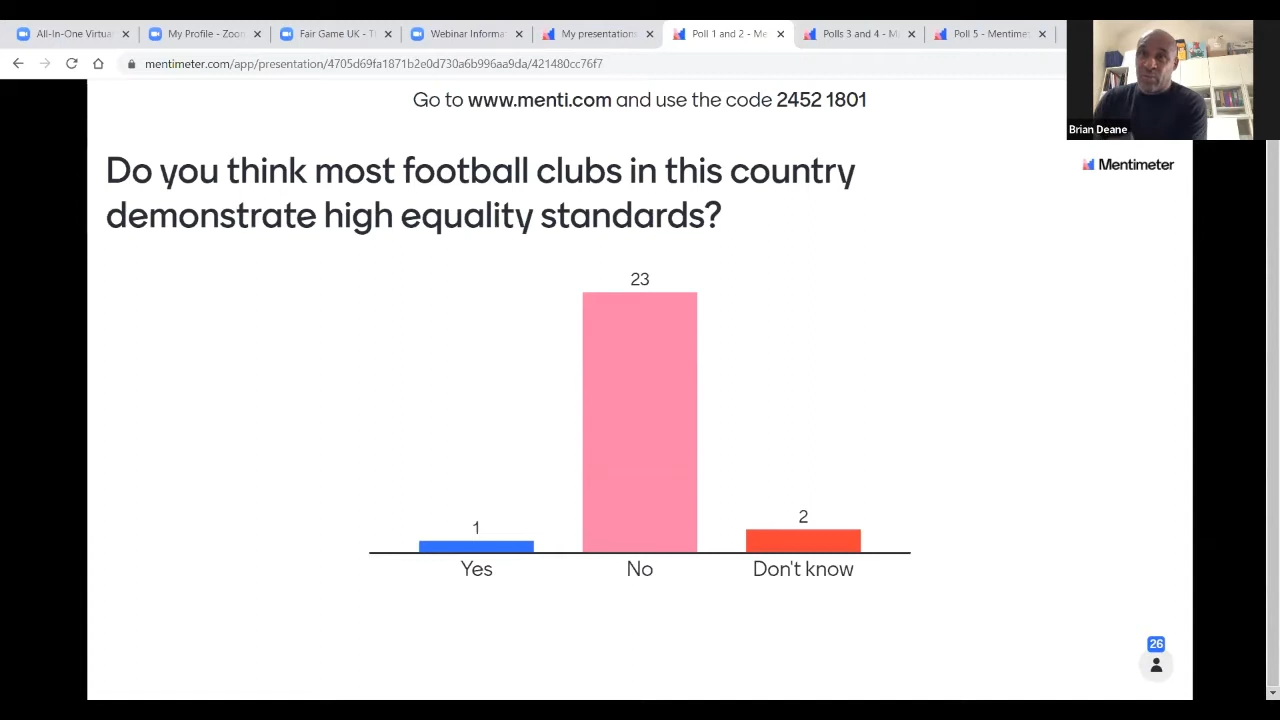 All-In-One Virtua
My Profile - Zoon
Fair Game UK - T
Webinar Informa
My presentations
Poll 1 and 2 - Me
Polls 3 and 4 - M
Poll 5 - Mentimet
mentimeter.com/app/presentation/4705d69fa1871b2e0d730a6b996aa9da/421480cc76f7
Go to www.menti.com and use the code 2452 1801
Brian Deane
Mentimeter
Do you think most football clubs in this country
demonstrate high equality standards?
23
1
2
Yes
No
Don't know
26